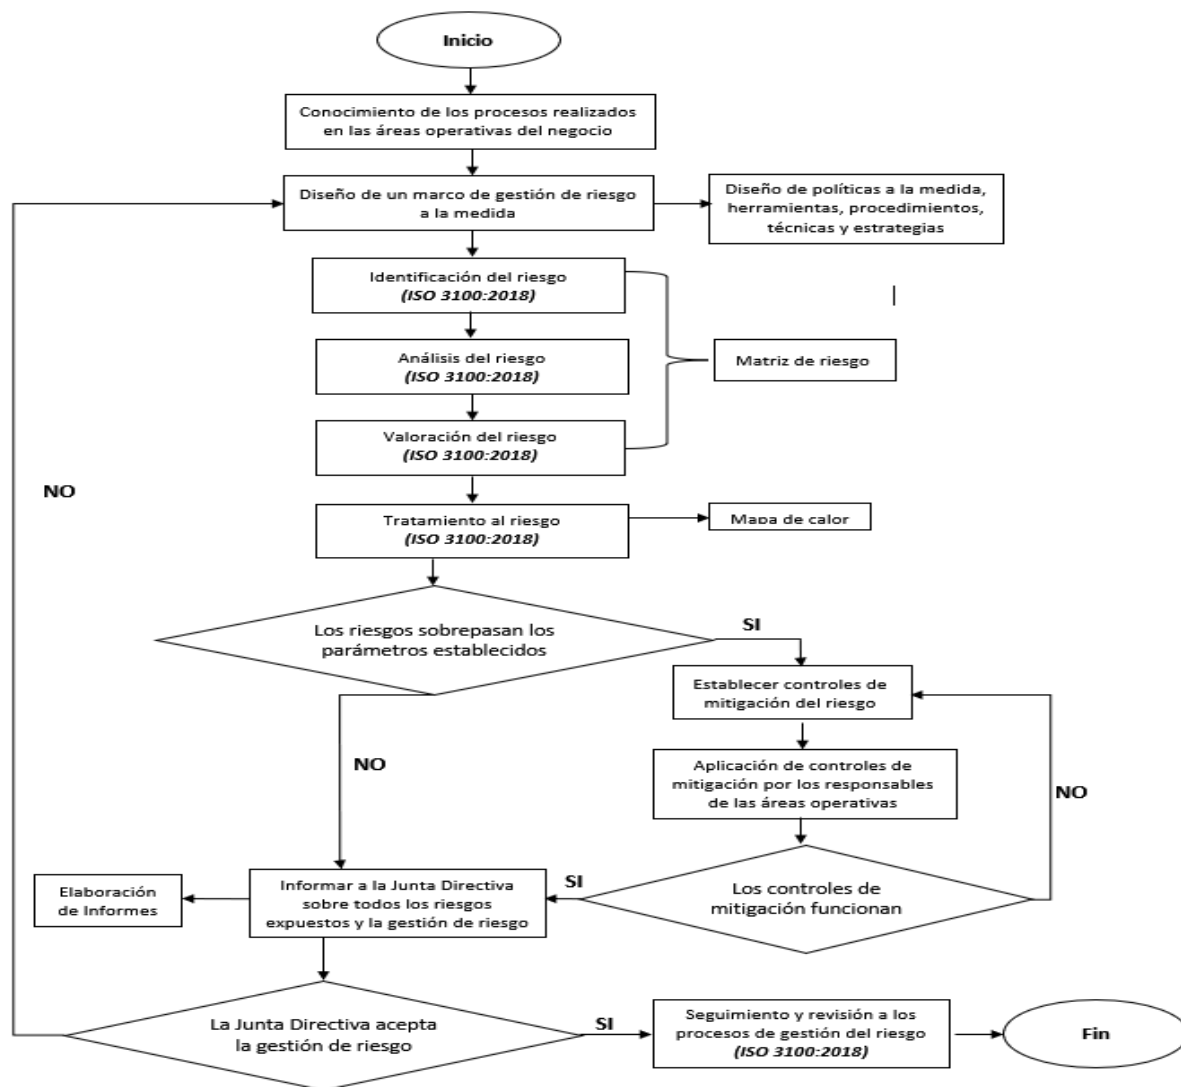 Inicio
Conocimiento de los procesos realizados
en las áreas operativas del negocio
Diseño de un marco de gestión de riesgo
a la medida
Diseño de políticas a la medida,
herramientas, procedimientos,
técnicas y estrategias
Identificación del riesgo
(ISO 3100:2018)
Análisis del riesgo
(ISO 3100:2018)
Matriz de riesgo
Valoración del riesgo
(ISO 3100:2018)
NO
Tratamiento al riesgo
(ISO 3100:2018)
Mapa de calor
Los riesgos sobrepasan los
parámetros establecidos
SI
Establecer controles de
mitigación del riesgo
NO
Aplicación de controles de
mitigación por los responsables
de las áreas operativas
NO
Elaboración
de Informes
Informar a la Junta Directiva
sobre todos los riesgos
expuestos y la gestión de riesgo
SI
Los controles de
mitigación funcionan
La Junta Directiva acepta
la gestión de riesgo
SI
Seguimiento y revisión a los
procesos de gestión del riesgo
(ISO 3100:2018)
Fin